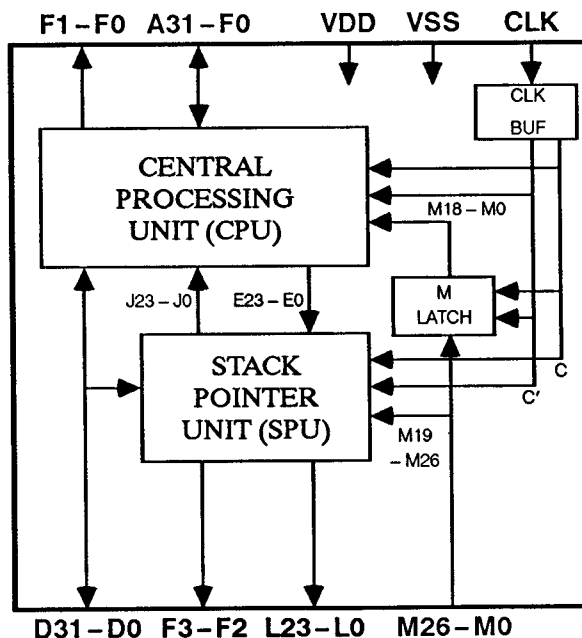 F1–F0 A31–F0 VDD VSS CLK
CLK
BUF
CENTRAL
PROCESSING
UNIT (CPU)
M18–M0
J23–J0 E23–E0
M
LATCH
STACK
POINTER
UNIT (SPU)
C
C'
M19
–M26
D31–D0 F3–F2 L23–L0 M26–M0